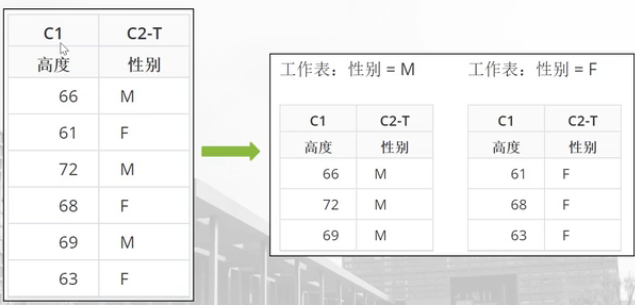 C1 C2-T
高度 性别
66 M
61 F
72 M
68 F
69 M
63 F
工作表：性别 = M
C1 C2-T
高度 性别
66 M
72 M
69 M
工作表：性别 = F
C1 C2-T
高度 性别
61 F
68 F
63 F